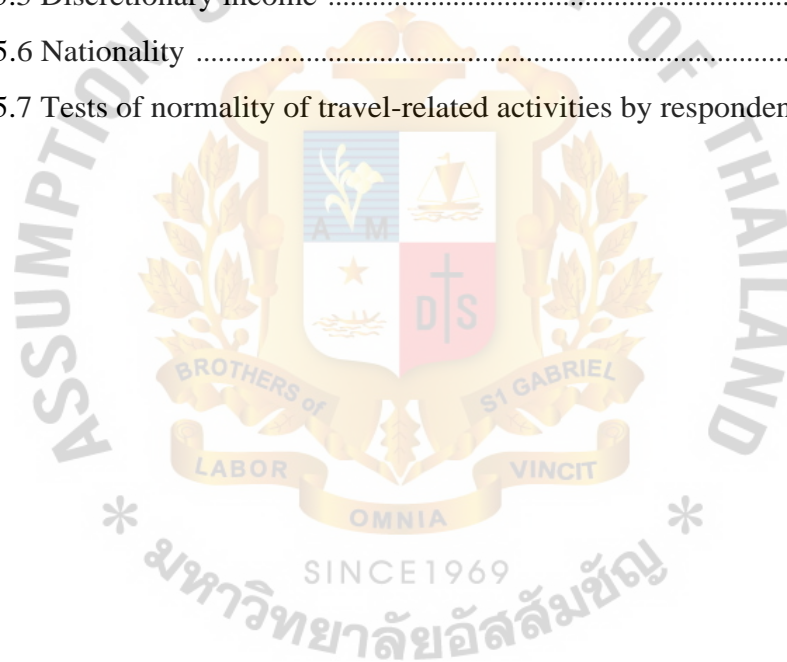 5.5 Discretionary income ........................................................................
5.6 Nationality ................................................................................................
5.7 Tests of normality of travel-related activities by responden
ASSUMPTION
OF THAILAND
A M
D S
BROTHERS of
S1 GABRIEL
LABOR
VINCIT
OMNIA
* *
SINCE1969
มหาวิทยาลัยอัสสัมชัญ